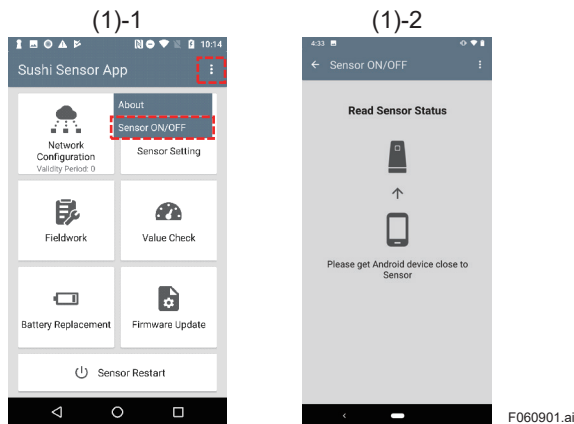 (1)-1
10:14
Sushi Sensor App
About
Sensor ON/OFF
Network
Configuration
Validity Period: 0
Sensor Setting
Fieldwork
Value Check
Battery Replacement
Firmware Update
Sensor Restart
(1)-2
4:33
Sensor ON/OFF
Read Sensor Status
Please get Android device close to
Sensor
F060901.ai